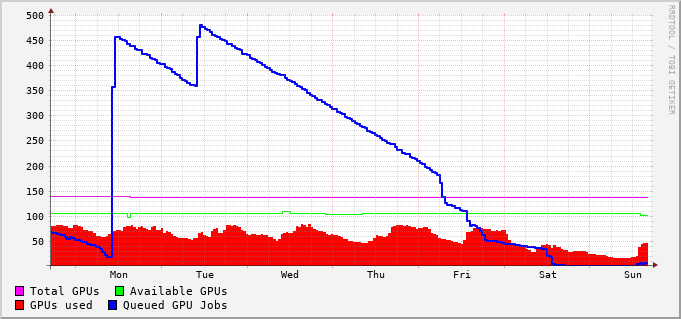 500
450
400
350
300
250
200
150
100
50
Mon Tue Wed Thu Fri Sat Sun
Total GPUs Available GPUs
GPUs used Queued GPU Jobs
RRDTOOL / TOBI OETIKER